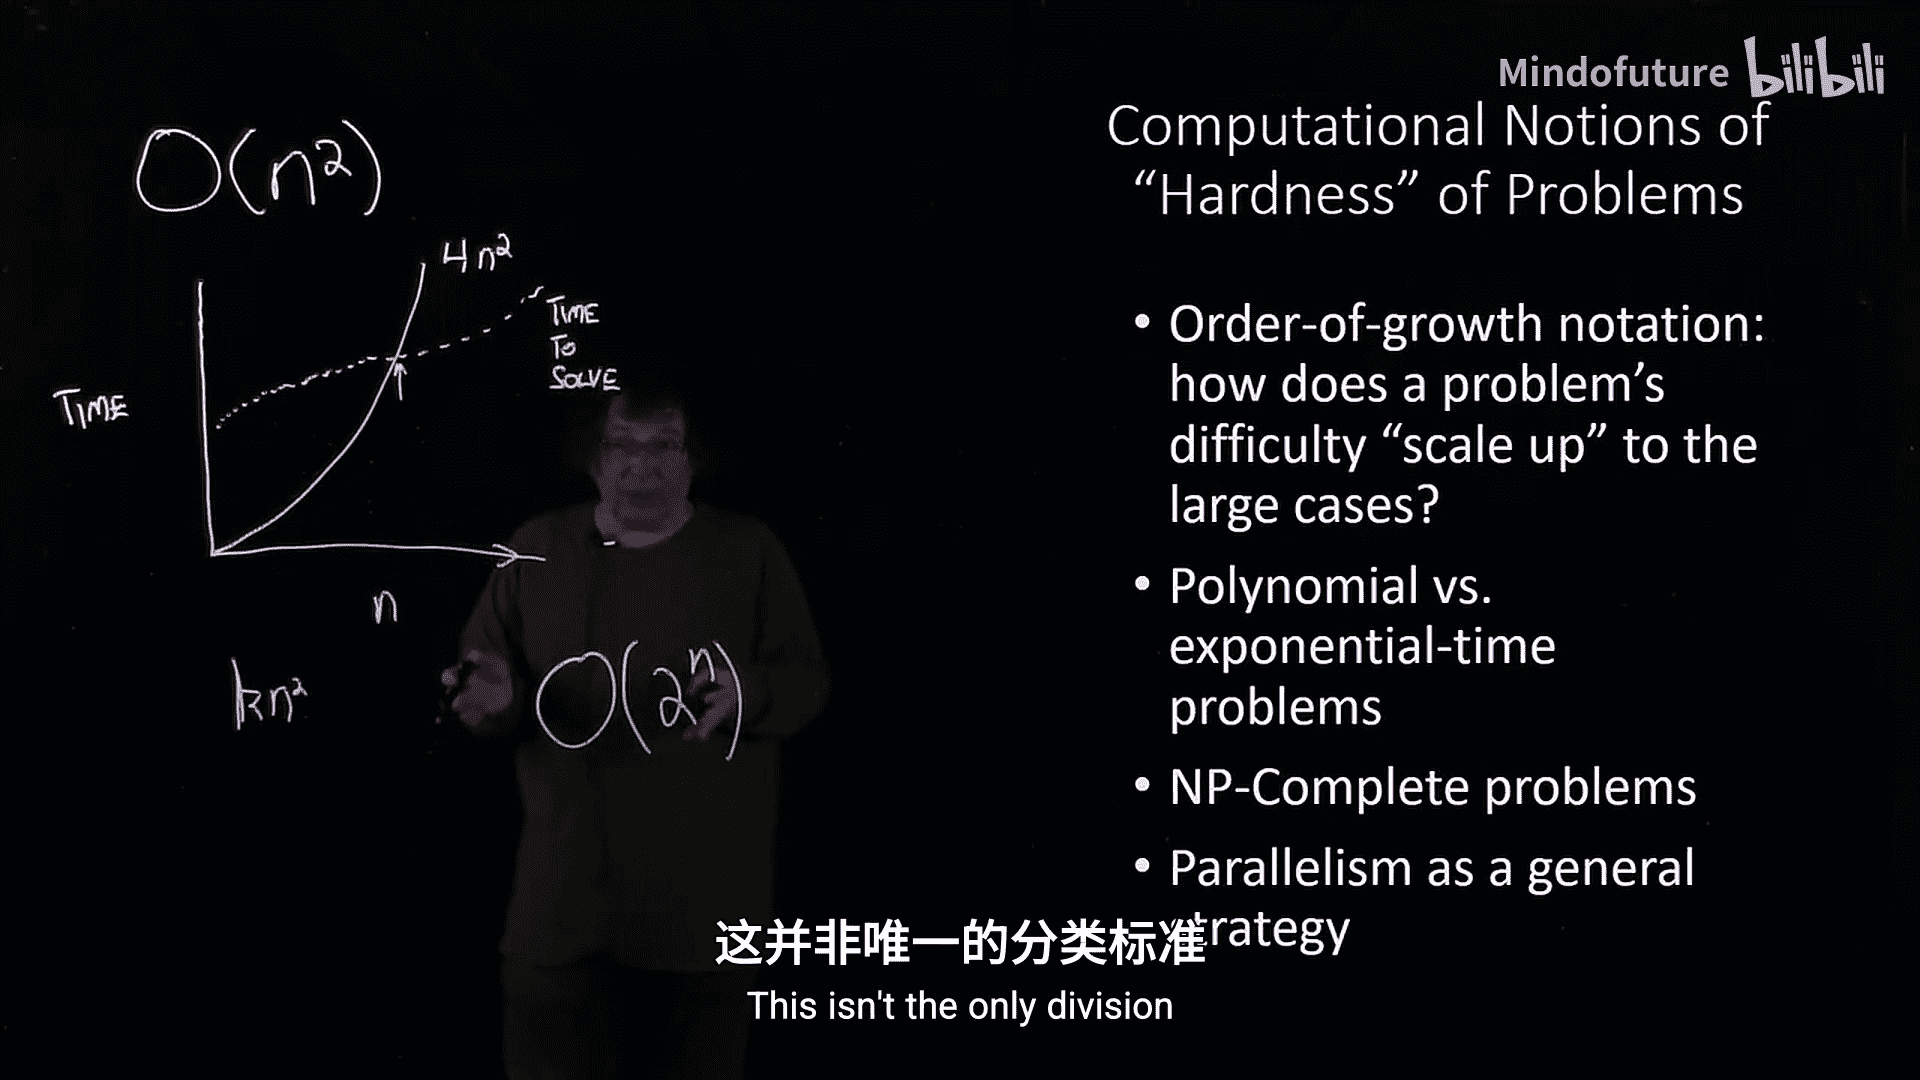 Mindofuture bilibili
O(n²)
4n²
TIME
TO
SOLVE
TIME
n
kn²
O(2ⁿ)
Computational Notions of
“Hardness” of Problems
• Order-of-growth notation:
how does a problem’s
difficulty “scale up” to the
large cases?
• Polynomial vs.
exponential-time
problems
• NP-Complete problems
• Parallelism as a general
strategy
这并非唯一的分类标准
This isn't the only division